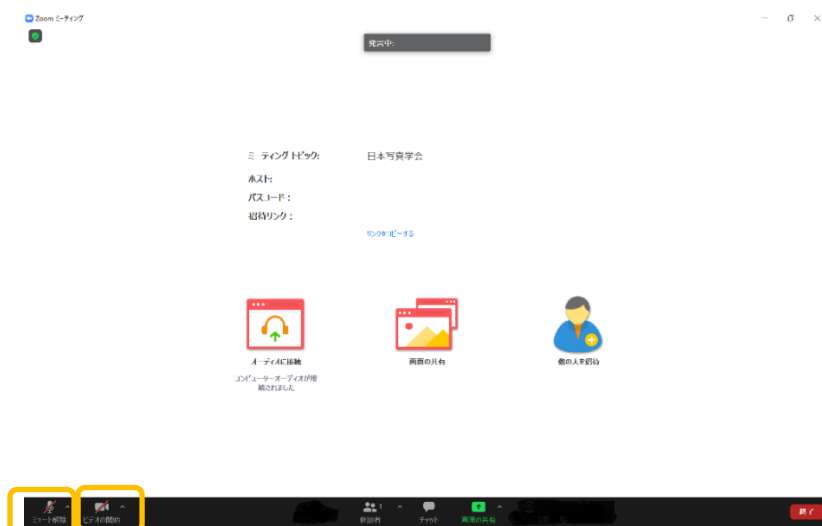 Zoom ミーティング
発言中:
ミーティング トピック: 日本写真学会
ホスト:
パスコード:
招待リンク:
リンクをコピーする
オーディオに接続 画面の共有 他の人を招待
コンピューターオーディオが接
続されました
ミュート解除 ビデオの開始 参加者 1 チャット 画面の共有 終了